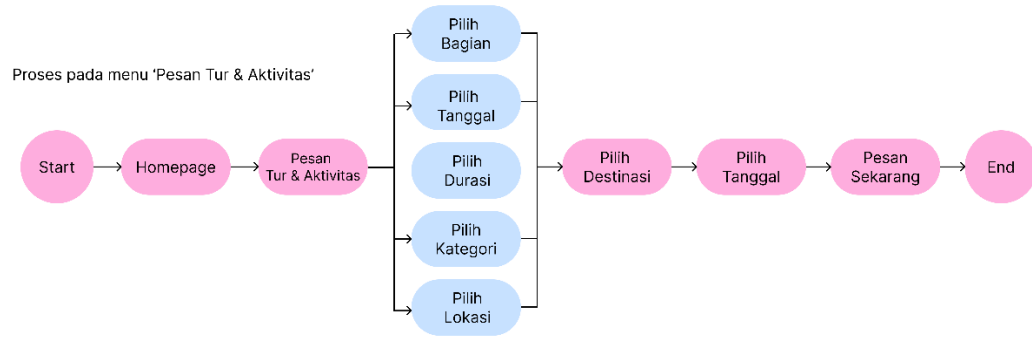 Proses pada menu ‘Pesan Tur & Aktivitas’
Start
Homepage
Pesan
Tur & Aktivitas
Pilih
Bagian
Pilih
Tanggal
Pilih
Durasi
Pilih
Kategori
Pilih
Lokasi
Pilih
Destinasi
Pilih
Tanggal
Pesan
Sekarang
End